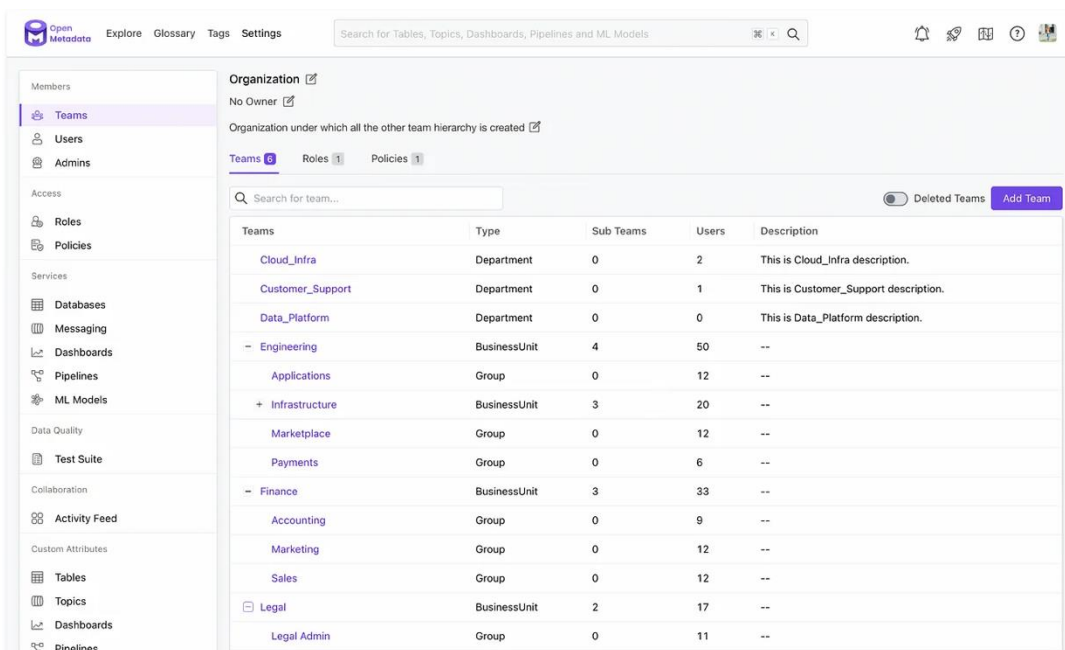 Open
Metadata
Explore Glossary Tags Settings
Search for Tables, Topics, Dashboards, Pipelines and ML Models
⌘ K
Members
Teams
Users
Admins
Access
Roles
Policies
Services
Databases
Messaging
Dashboards
Pipelines
ML Models
Data Quality
Test Suite
Collaboration
Activity Feed
Custom Attributes
Tables
Topics
Dashboards
Pipelines
Organization
No Owner
Organization under which all the other team hierarchy is created
Teams 6 Roles 1 Policies 1
Search for team...
Deleted Teams
Add Team
Teams Type Sub Teams Users Description
Cloud_Infra Department 0 2 This is Cloud_Infra description.
Customer_Support Department 0 1 This is Customer_Support description.
Data_Platform Department 0 0 This is Data_Platform description.
− Engineering BusinessUnit 4 50 --
Applications Group 0 12 --
+ Infrastructure BusinessUnit 3 20 --
Marketplace Group 0 12 --
Payments Group 0 6 --
− Finance BusinessUnit 3 33 --
Accounting Group 0 9 --
Marketing Group 0 12 --
Sales Group 0 12 --
− Legal BusinessUnit 2 17 --
Legal Admin Group 0 11 --